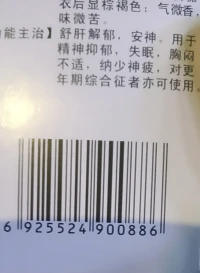 衣后显棕褐色；气微香，
味微苦。
功能主治】 舒肝解郁，安神。用于
精神抑郁，失眠，胸闷
不适，纳少神疲，对更
年期综合征者亦可使用。
6 925524 900886